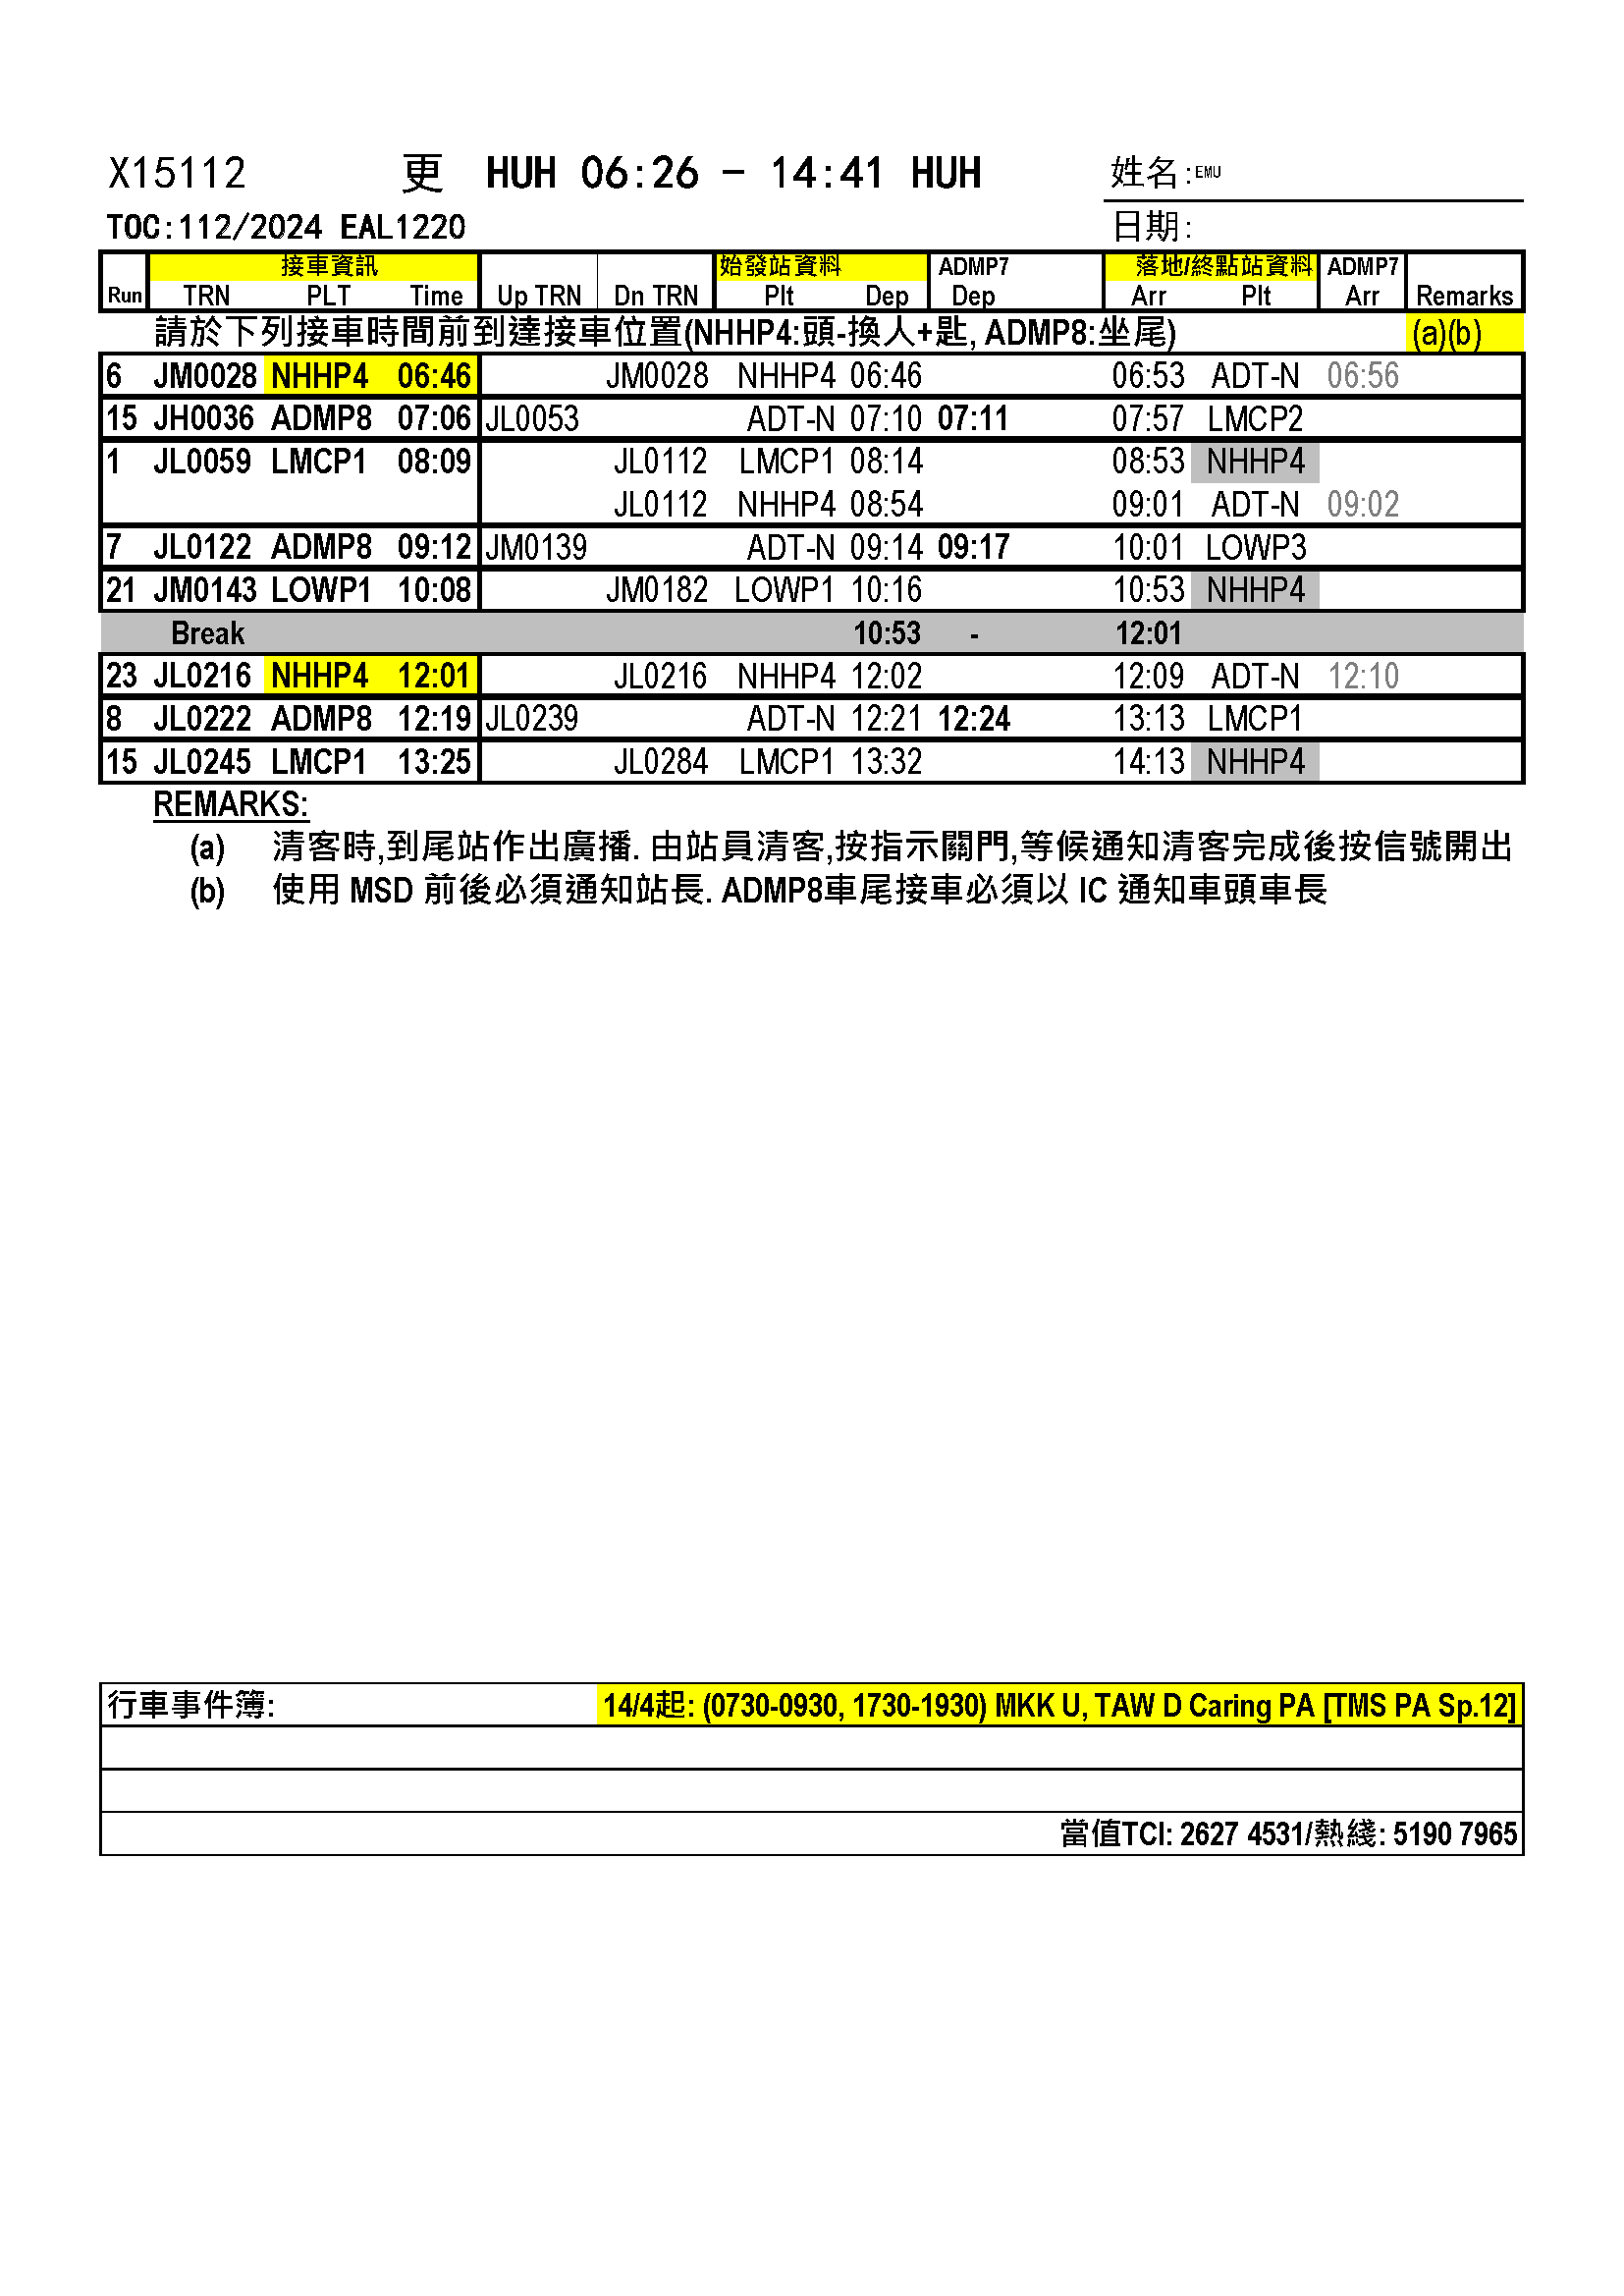 X15112 更 HUH 06:26 - 14:41 HUH 姓名:EMU
TOC:112/2024 EAL1220 日期:
接車資訊 始發站資料 ADMP7 落地/終點站資料 ADMP7
Run TRN PLT Time Up TRN Dn TRN Plt Dep Dep Arr Plt Arr Remarks
請於下列接車時間前到達接車位置(NHHP4:頭-換人+匙, ADMP8:坐尾) (a)(b)
6 JM0028 NHHP4 06:46 JM0028 NHHP4 06:46 06:53 ADT-N 06:56
15 JH0036 ADMP8 07:06 JL0053 ADT-N 07:10 07:11 07:57 LMCP2
1 JL0059 LMCP1 08:09 JL0112 LMCP1 08:14 08:53 NHHP4
JL0112 NHHP4 08:54 09:01 ADT-N 09:02
7 JL0122 ADMP8 09:12 JM0139 ADT-N 09:14 09:17 10:01 LOWP3
21 JM0143 LOWP1 10:08 JM0182 LOWP1 10:16 10:53 NHHP4
Break 10:53 - 12:01
23 JL0216 NHHP4 12:01 JL0216 NHHP4 12:02 12:09 ADT-N 12:10
8 JL0222 ADMP8 12:19 JL0239 ADT-N 12:21 12:24 13:13 LMCP1
15 JL0245 LMCP1 13:25 JL0284 LMCP1 13:32 14:13 NHHP4
REMARKS:
(a) 清客時,到尾站作出廣播. 由站員清客,按指示關門,等候通知清客完成後按信號開出
(b) 使用 MSD 前後必須通知站長. ADMP8車尾接車必須以 IC 通知車頭車長
行車事件簿: 14/4起: (0730-0930, 1730-1930) MKK U, TAW D Caring PA [TMS PA Sp.12]
當值TCI: 2627 4531/熱綫: 5190 7965